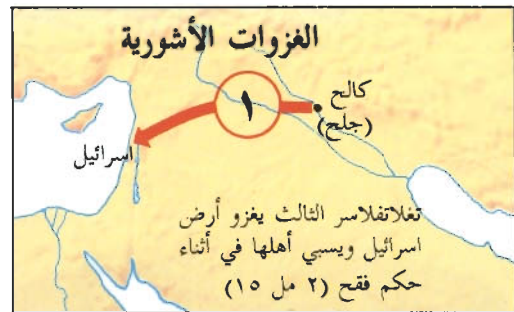 الغزوات الأشورية
كالح
(جلح)
١
اسرائيل
تغلاتفلاسر الثالث يغزو أرض
اسرائيل ويسبي أهلها في أثناء
حكم فقح (٢ مل ١٥)